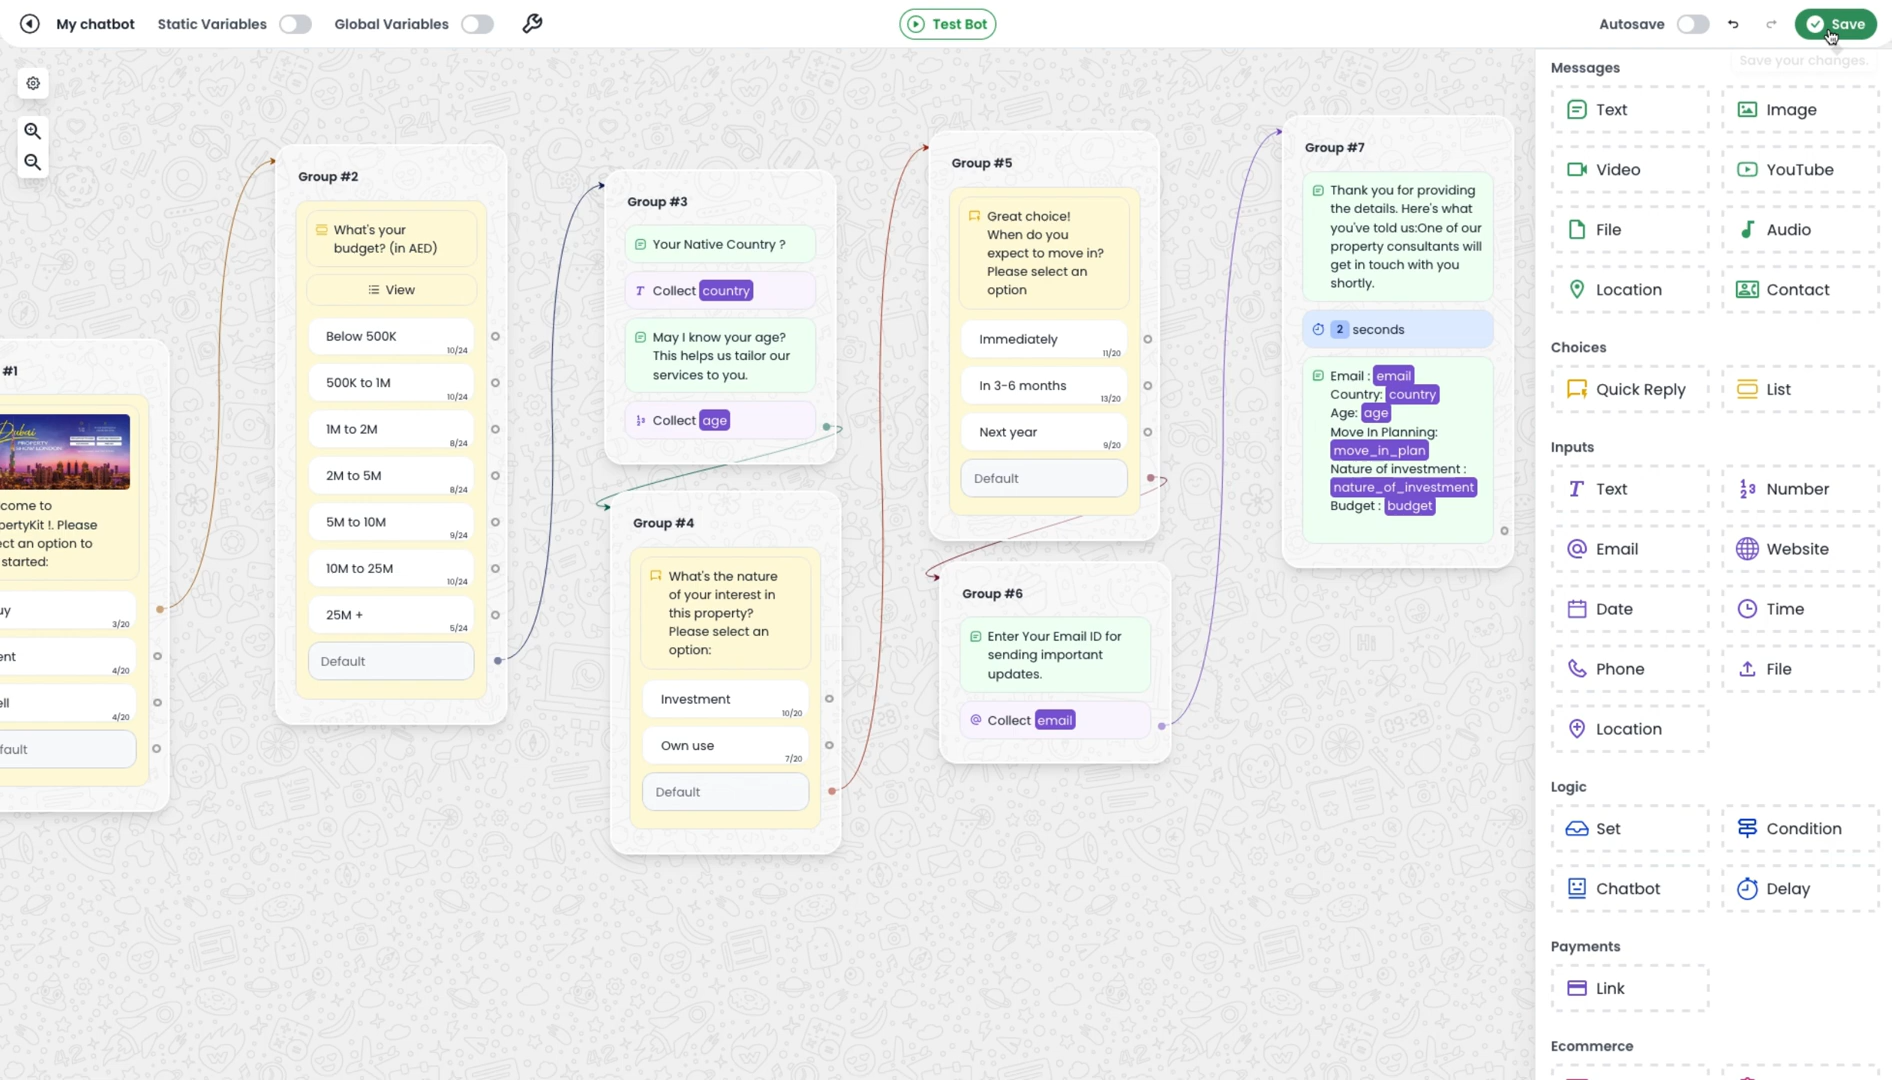 My chatbot
Static Variables
Global Variables
Test Bot
Autosave
Save
Save your changes.
#1
Dubai
PROPERTY
SHOW LONDON
come to
pertyKit !. Please
ect an option to
started:
uy
3/20
ent
4/20
ell
4/20
fault
Group #2
What's your
budget? (in AED)
View
Below 500K
10/24
500K to 1M
10/24
1M to 2M
8/24
2M to 5M
8/24
5M to 10M
9/24
10M to 25M
10/24
25M +
5/24
Default
Group #3
Your Native Country ?
Collect country
May I know your age?
This helps us tailor our
services to you.
Collect age
Group #4
What's the nature
of your interest in
this property?
Please select an
option:
Investment
10/20
Own use
7/20
Default
Group #5
Great choice!
When do you
expect to move in?
Please select an
option
Immediately
11/20
In 3-6 months
13/20
Next year
9/20
Default
Group #6
Enter Your Email ID for
sending important
updates.
Collect email
Group #7
Thank you for providing
the details. Here's what
you've told us:One of our
property consultants will
get in touch with you
shortly.
2 seconds
Email : email
Country: country
Age: age
Move In Planning:
move_in_plan
Nature of investment :
nature_of_investment
Budget : budget
Messages
Text
Image
Video
YouTube
File
Audio
Location
Contact
Choices
Quick Reply
List
Inputs
Text
Number
Email
Website
Date
Time
Phone
File
Location
Logic
Set
Condition
Chatbot
Delay
Payments
Link
Ecommerce